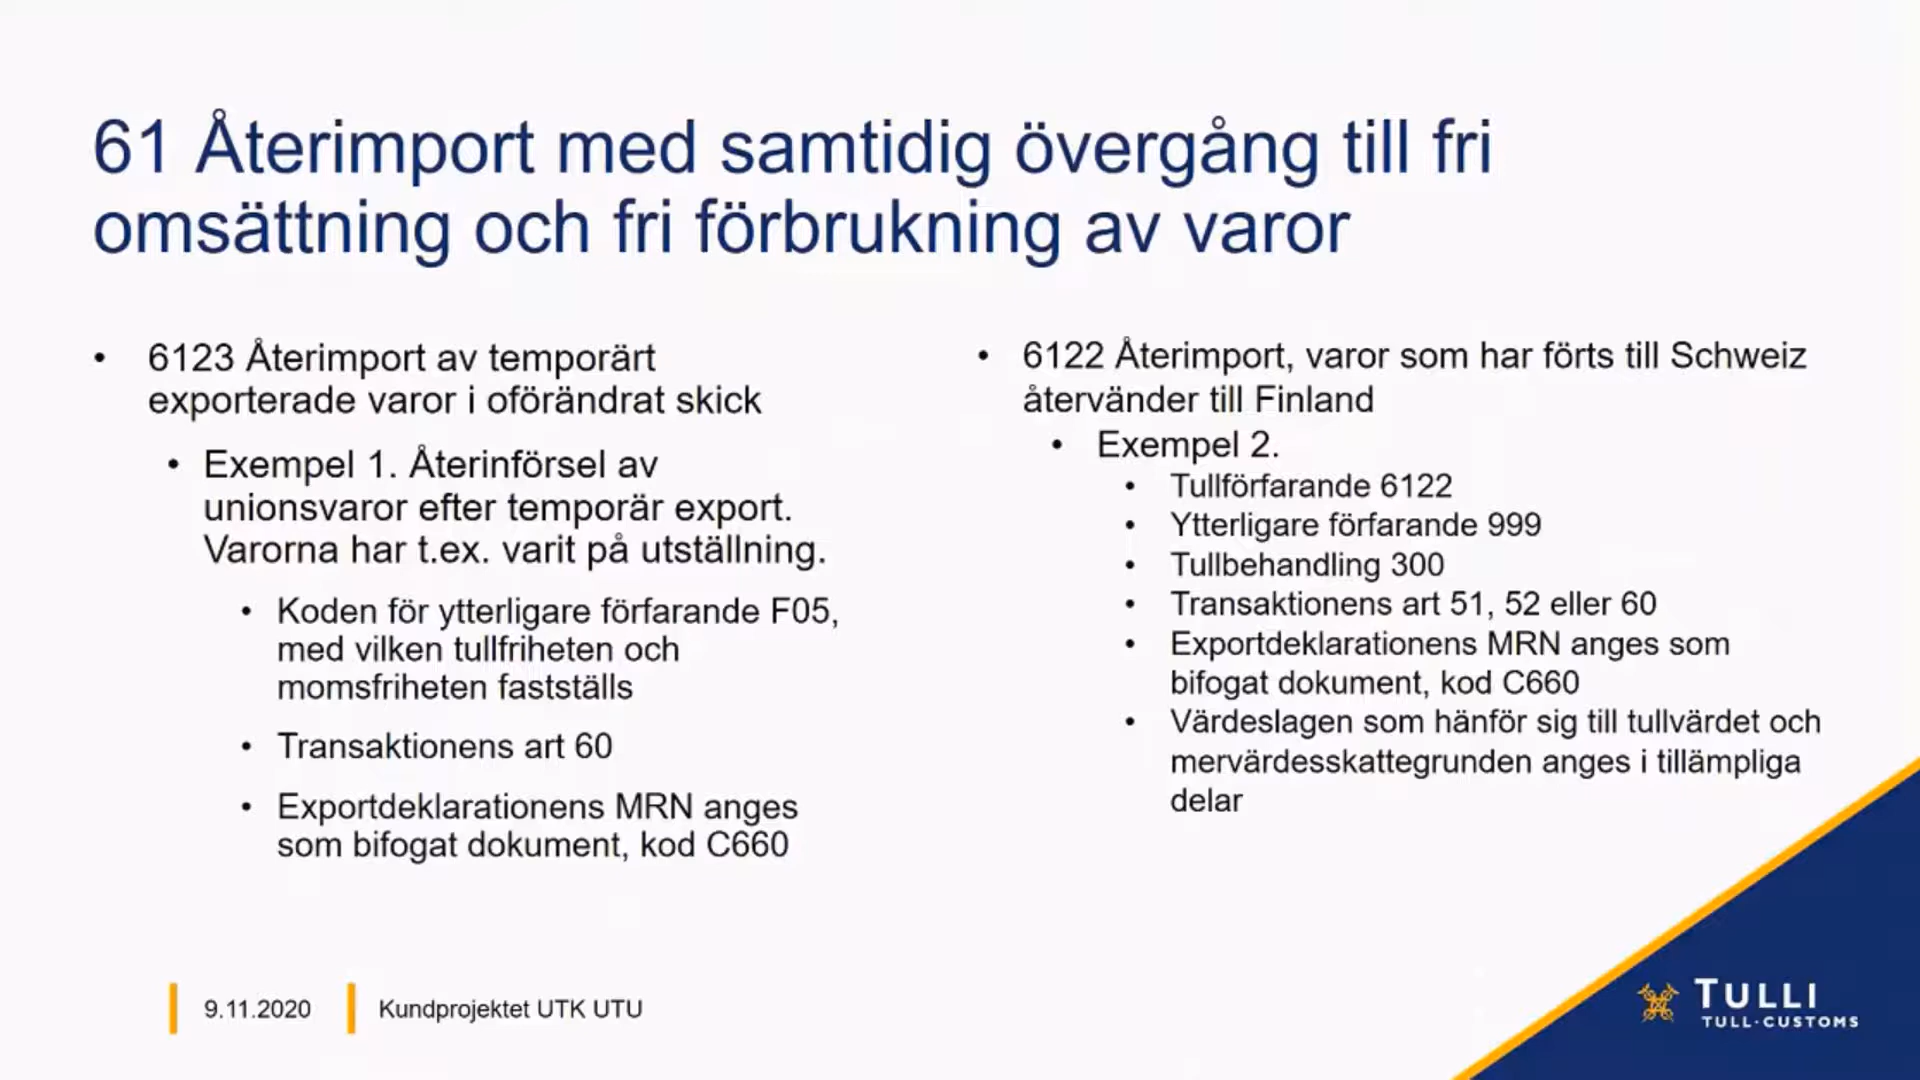 61 Återimport med samtidig övergång till fri
omsättning och fri förbrukning av varor
• 6123 Återimport av temporärt
exporterade varor i oförändrat skick
• Exempel 1. Återinförsel av
unionsvaror efter temporär export.
Varorna har t.ex. varit på utställning.
• Koden för ytterligare förfarande F05,
med vilken tullfriheten och
momsfriheten fastställs
• Transaktionens art 60
• Exportdeklarationens MRN anges
som bifogat dokument, kod C660
• 6122 Återimport, varor som har förts till Schweiz
återvänder till Finland
• Exempel 2.
• Tullförfarande 6122
• Ytterligare förfarande 999
• Tullbehandling 300
• Transaktionens art 51, 52 eller 60
• Exportdeklarationens MRN anges som
bifogat dokument, kod C660
• Värdeslagen som hänför sig till tullvärdet och
mervärdesskattegrunden anges i tillämpliga
delar
9.11.2020
Kundprojektet UTK UTU
TULLI
TULL·CUSTOMS